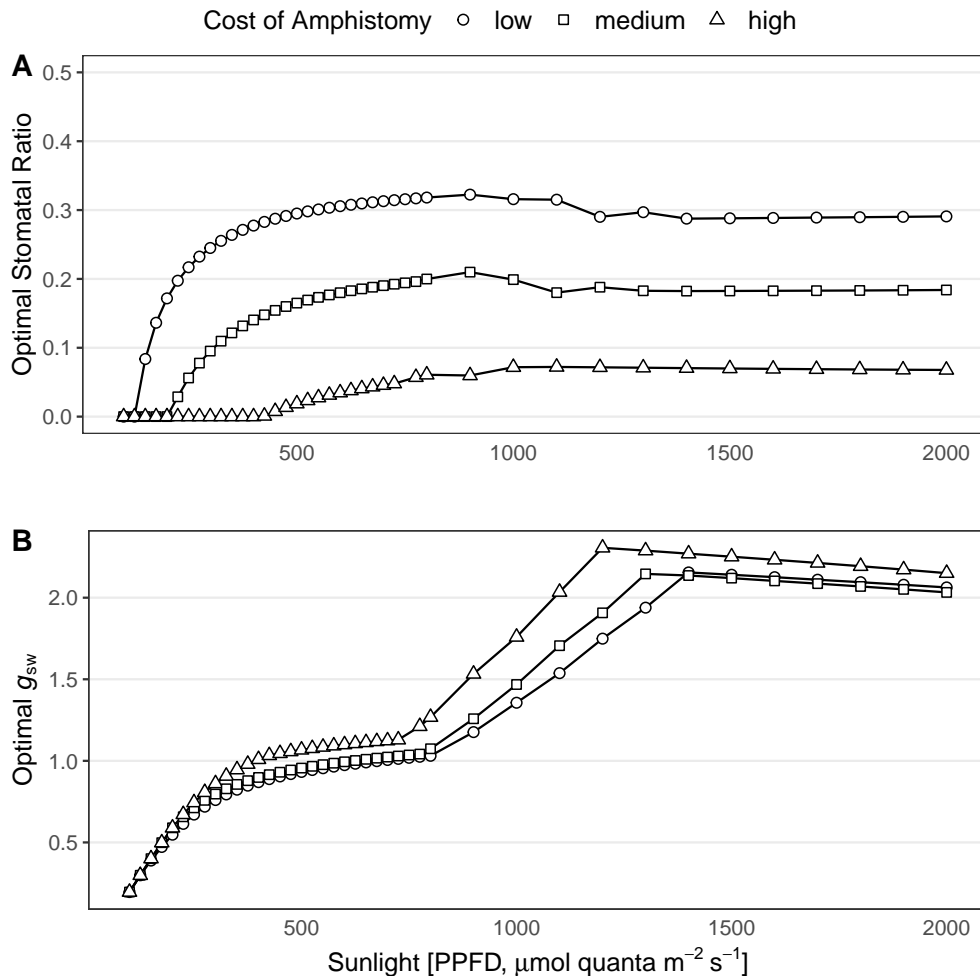 Cost of Amphistomy low medium high
A
Optimal Stomatal Ratio
0.5
0.4
0.3
0.2
0.1
0.0
500 1000 1500 2000
B
Optimal gsw
2.0
1.5
1.0
0.5
500 1000 1500 2000
Sunlight [PPFD, μmol quanta m⁻² s⁻¹]